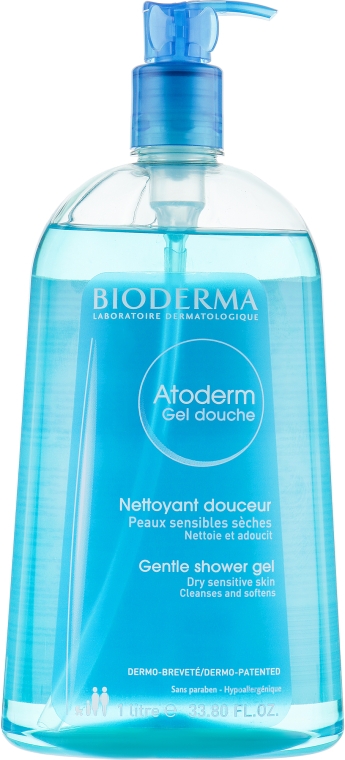 BIODERMA
LABORATOIRE DERMATOLOGIQUE
Atoderm
Gel douche
Nettoyant douceur
Peaux sensibles sèches
Nettoie et adoucit
Gentle shower gel
Dry sensitive skin
Cleanses and softens
DERMO-BREVETÉ/DERMO-PATENTED
Sans paraben - Hypoallergénique
1 litre ℮ 33.80 FL.OZ.